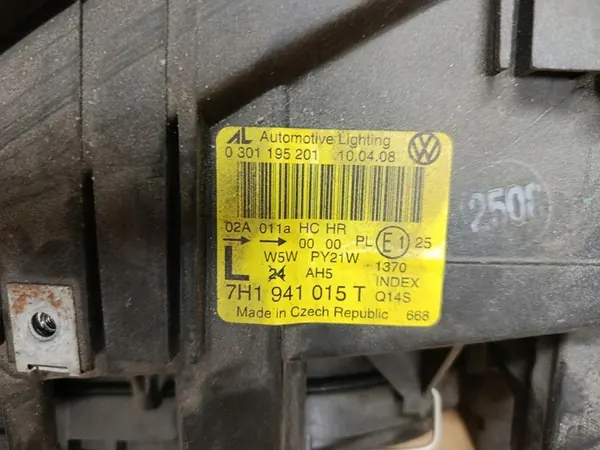 AL Automotive Lighting
0 301 195 201 10.04.08
02A 011a HC HR
00 00 PL E1 25
W5W PY21W
L 24 AH5 1370
INDEX
7H1 941 015 T Q14S
Made in Czech Republic 668